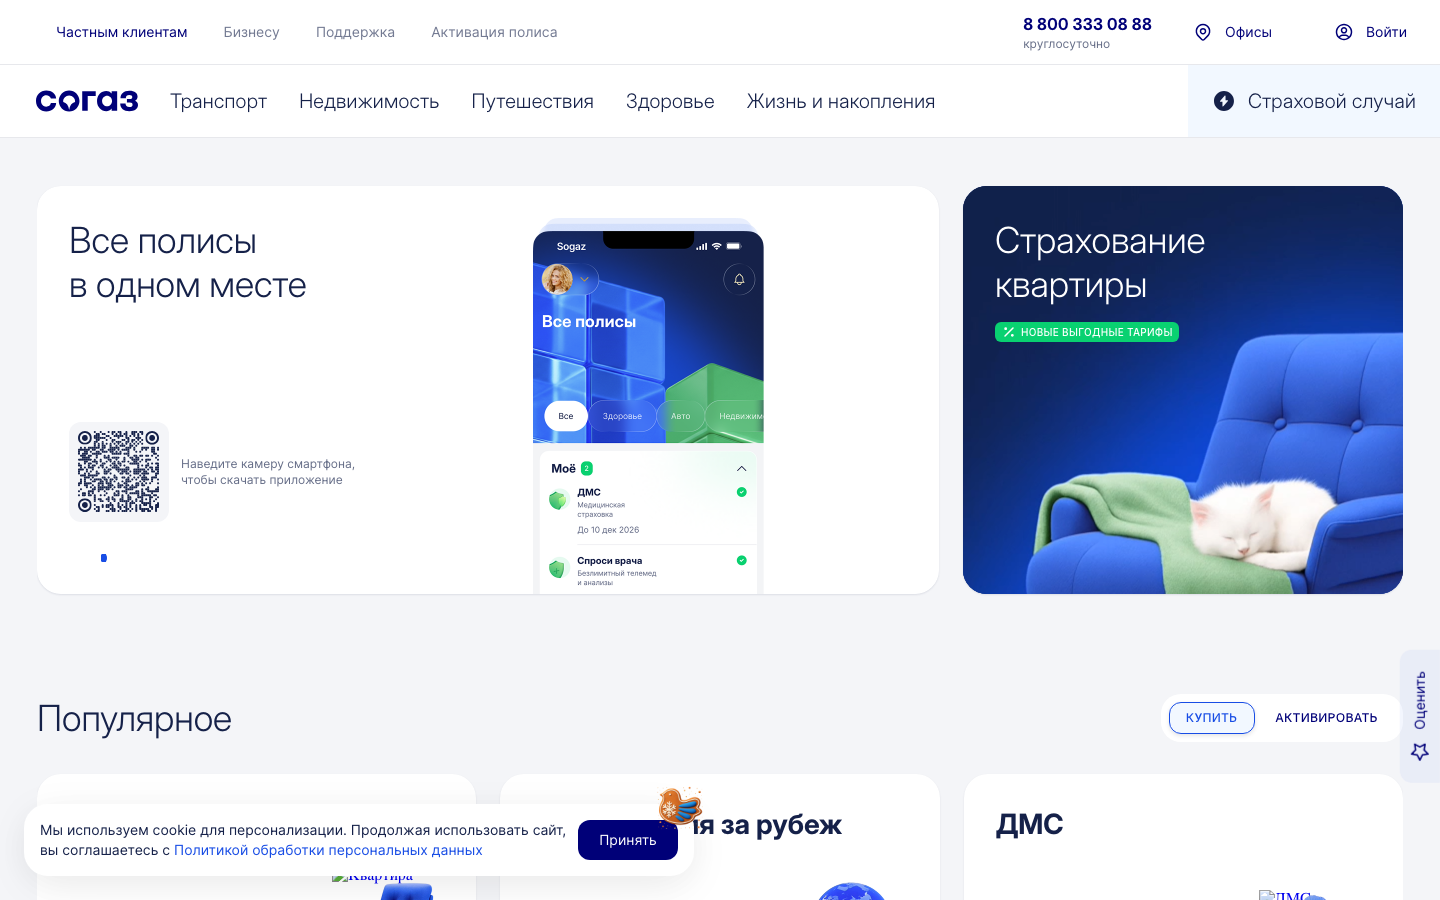 Частным клиентам
Бизнесу
Поддержка
Активация полиса
8 800 333 08 88
круглосуточно
Офисы
Войти
согаз
Транспорт
Недвижимость
Путешествия
Здоровье
Жизнь и накопления
Страховой случай
Все полисы
в одном месте
Наведите камеру смартфона,
чтобы скачать приложение
Sogaz
Все полисы
Все
Здоровье
Авто
Моё 2
ДМС
Медицинская
страховка
До 10 дек 2026
Спроси врача
Безлимитный телемед
и анализы
Страхование
квартиры
НОВЫЕ ВЫГОДНЫЕ ТАРИФЫ
Оценить
Популярное
КУПИТЬ
АКТИВИРОВАТЬ
за рубеж
ДМС
Мы используем cookie для персонализации. Продолжая использовать сайт,
вы соглашаетесь с Политикой обработки персональных данных
Принять
Квартира
ДМС